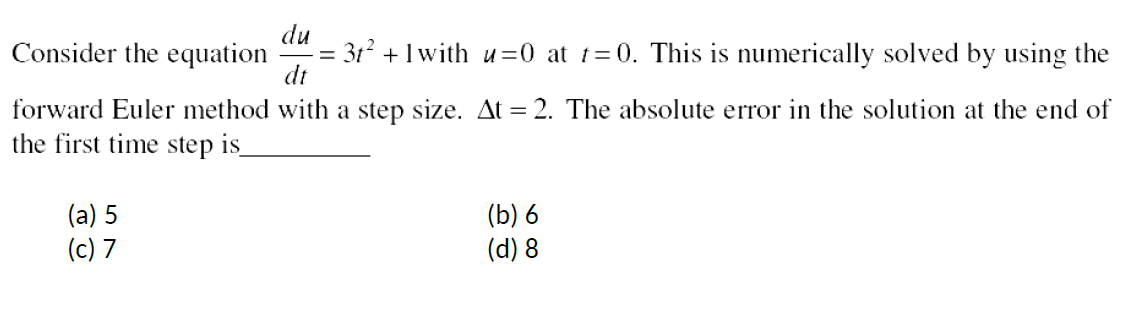 Consider the equation du/dt = 3t² + 1 with u=0 at t=0. This is numerically solved by using the
forward Euler method with a step size. Δt = 2. The absolute error in the solution at the end of
the first time step is__________
(a) 5 (b) 6
(c) 7 (d) 8